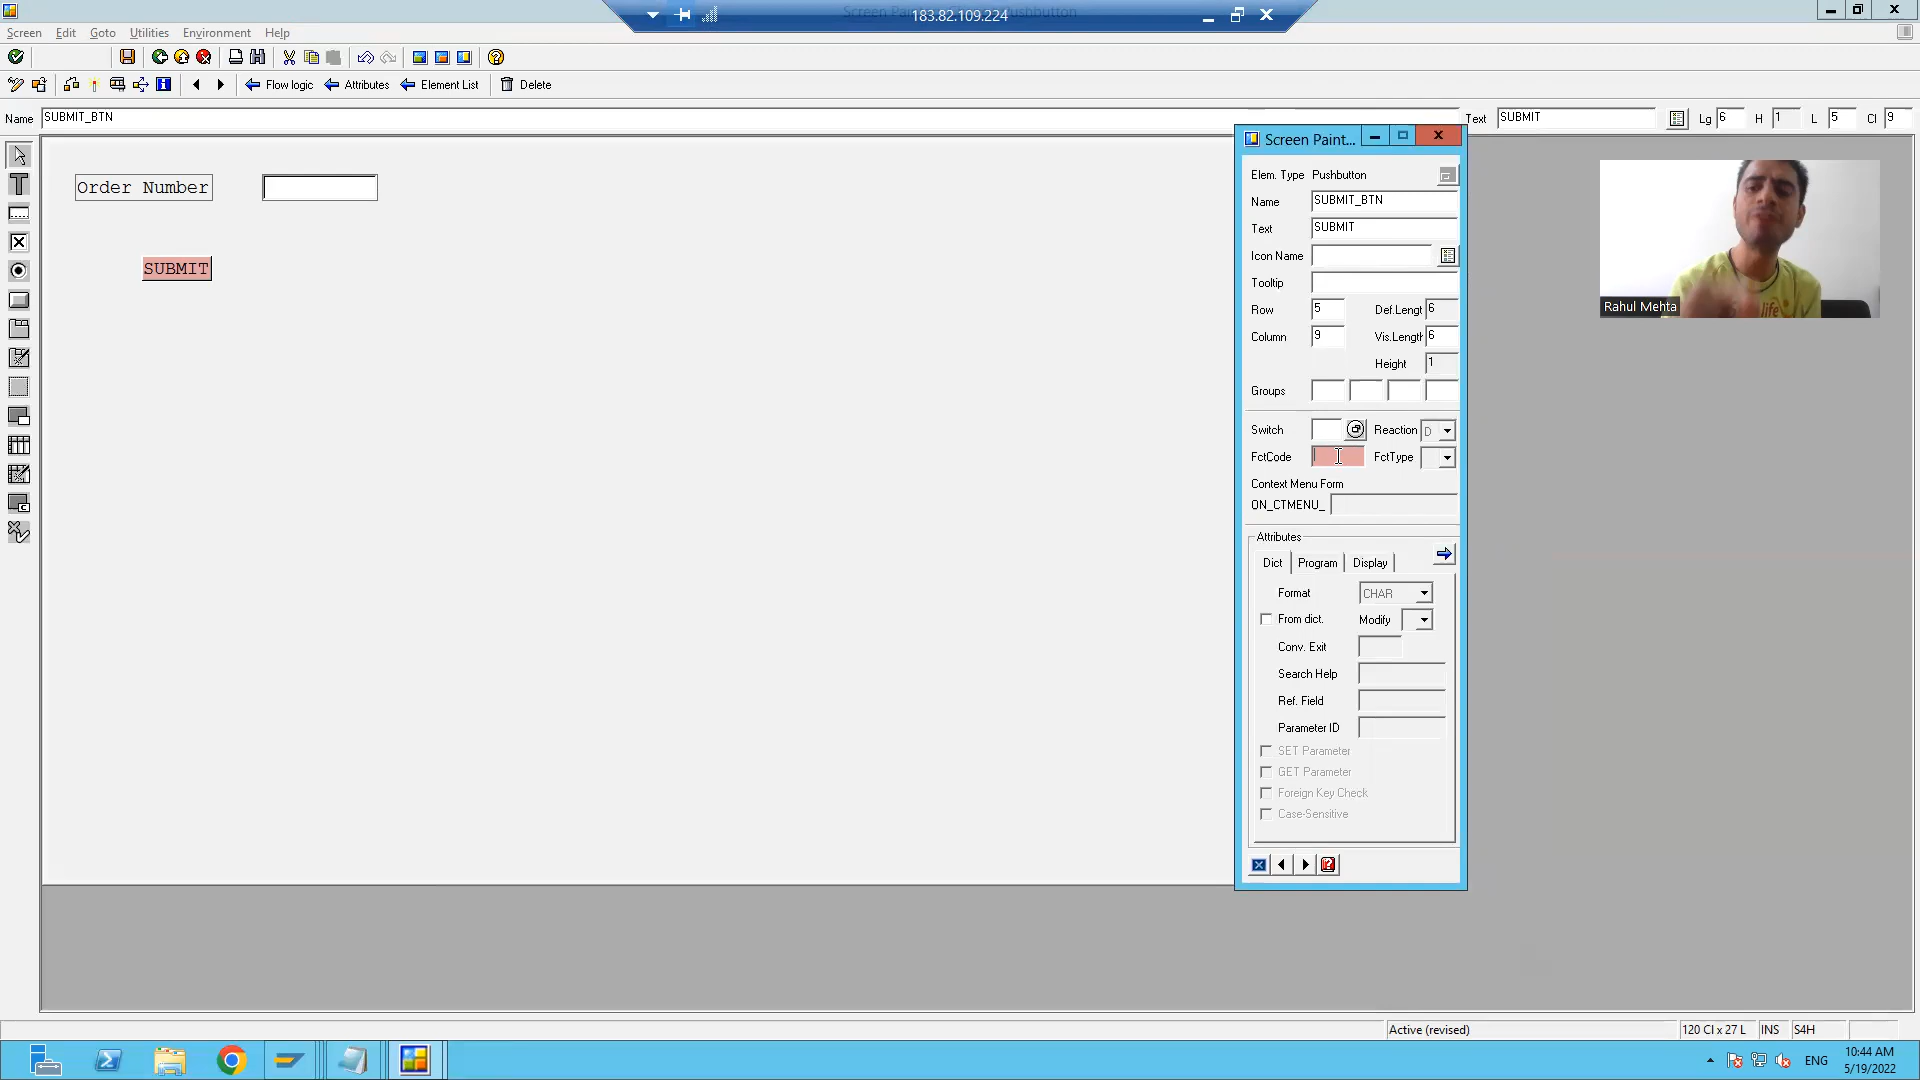 183.82.109.224
Screen Edit Goto Utilities Environment Help
Flow logic Attributes Element List Delete
Name SUBMIT_BTN Text SUBMIT Lg 6 H 1 L 5 Cl 9
Order Number
SUBMIT
Screen Paint...
Elem. Type Pushbutton
Name SUBMIT_BTN
Text SUBMIT
Icon Name
Tooltip
Row 5 Def.Lengt 6
Column 9 Vis.Lengt 6
Height 1
Groups
Switch Reaction D
FctCode FctType
Context Menu Form
ON_CTMENU_
Attributes
Dict Program Display
Format CHAR
From dict. Modify
Conv. Exit
Search Help
Ref. Field
Parameter ID
SET Parameter
GET Parameter
Foreign Key Check
Case-Sensitive
Rahul Mehta
Active (revised) 120 Cl x 27 L INS S4H
ENG 10:44 AM
5/19/2022